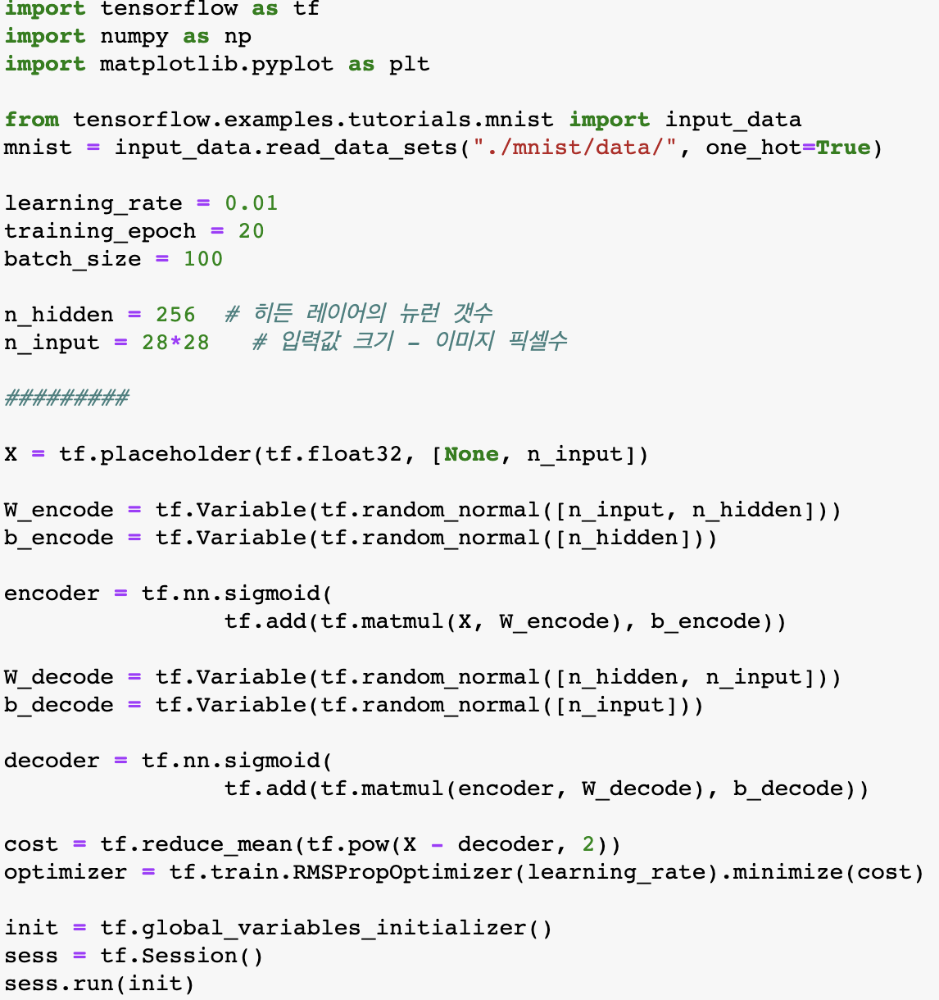 import tensorflow as tf
import numpy as np
import matplotlib.pyplot as plt
from tensorflow.examples.tutorials.mnist import input_data
mnist = input_data.read_data_sets("./mnist/data/", one_hot=True)
learning_rate = 0.01
training_epoch = 20
batch_size = 100
n_hidden = 256  # 히든 레이어의 뉴런 갯수
n_input = 28*28   # 입력값 크기 - 이미지 픽셀수
#########
X = tf.placeholder(tf.float32, [None, n_input])
W_encode = tf.Variable(tf.random_normal([n_input, n_hidden]))
b_encode = tf.Variable(tf.random_normal([n_hidden]))
encoder = tf.nn.sigmoid(
                tf.add(tf.matmul(X, W_encode), b_encode))
W_decode = tf.Variable(tf.random_normal([n_hidden, n_input]))
b_decode = tf.Variable(tf.random_normal([n_input]))
decoder = tf.nn.sigmoid(
                tf.add(tf.matmul(encoder, W_decode), b_decode))
cost = tf.reduce_mean(tf.pow(X - decoder, 2))
optimizer = tf.train.RMSPropOptimizer(learning_rate).minimize(cost)
init = tf.global_variables_initializer()
sess = tf.Session()
sess.run(init)